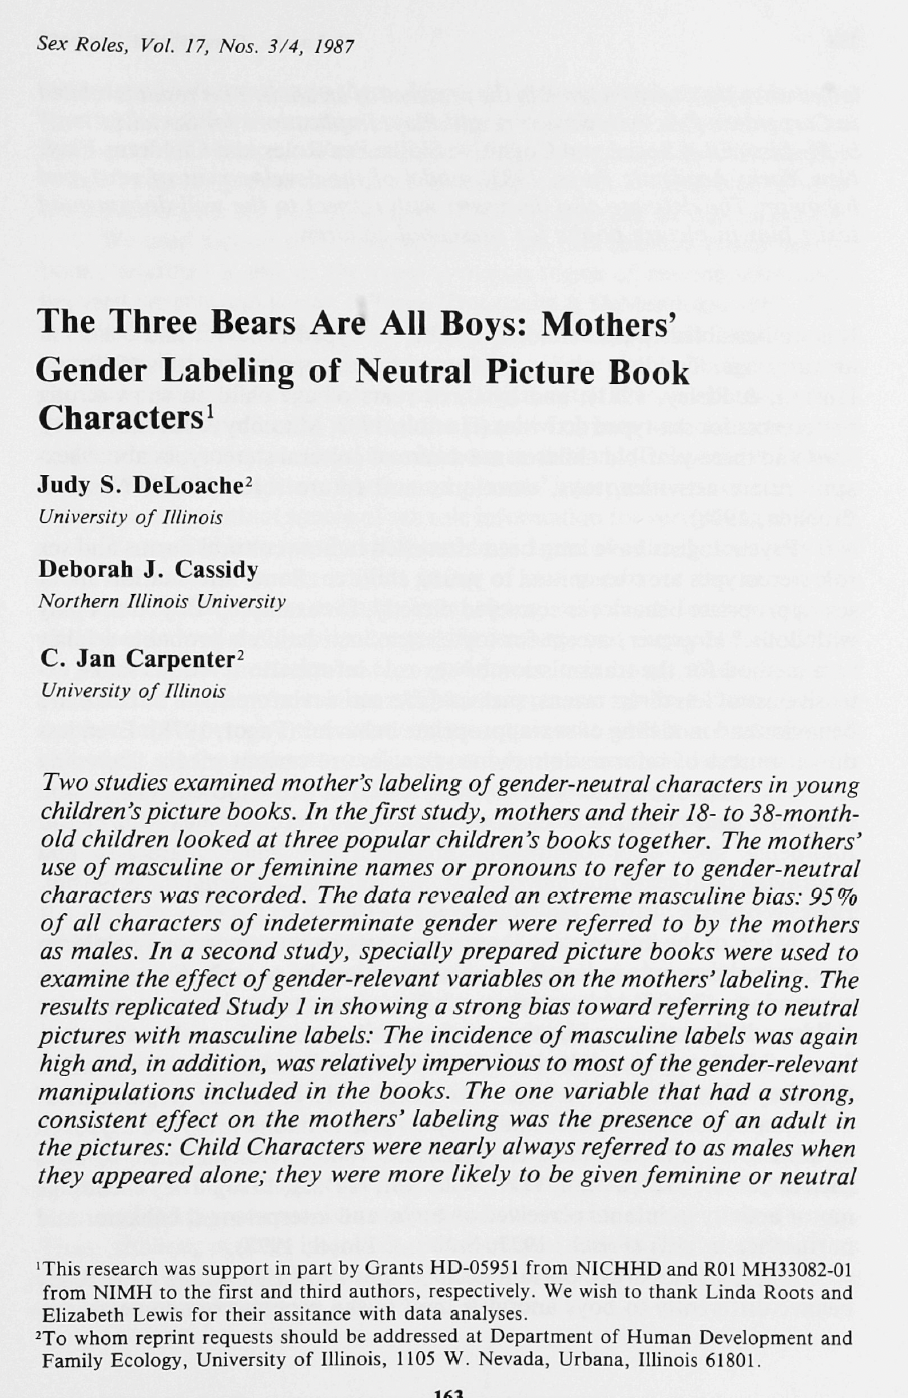 Sex Roles, Vol. 17, Nos. 3/4, 1987
The Three Bears Are All Boys: Mothers'
Gender Labeling of Neutral Picture Book
Characters¹
Judy S. DeLoache²
University of Illinois
Deborah J. Cassidy
Northern Illinois University
C. Jan Carpenter²
University of Illinois
Two studies examined mother's labeling of gender-neutral characters in young
children's picture books. In the first study, mothers and their 18- to 38-month-
old children looked at three popular children's books together. The mothers'
use of masculine or feminine names or pronouns to refer to gender-neutral
characters was recorded. The data revealed an extreme masculine bias: 95%
of all characters of indeterminate gender were referred to by the mothers
as males. In a second study, specially prepared picture books were used to
examine the effect of gender-relevant variables on the mothers' labeling. The
results replicated Study 1 in showing a strong bias toward referring to neutral
pictures with masculine labels: The incidence of masculine labels was again
high and, in addition, was relatively impervious to most of the gender-relevant
manipulations included in the books. The one variable that had a strong,
consistent effect on the mothers' labeling was the presence of an adult in
the pictures: Child Characters were nearly always referred to as males when
they appeared alone; they were more likely to be given feminine or neutral
¹This research was support in part by Grants HD-05951 from NICHHD and R01 MH33082-01
from NIMH to the first and third authors, respectively. We wish to thank Linda Roots and
Elizabeth Lewis for their assitance with data analyses.
²To whom reprint requests should be addressed at Department of Human Development and
Family Ecology, University of Illinois, 1105 W. Nevada, Urbana, Illinois 61801.
163